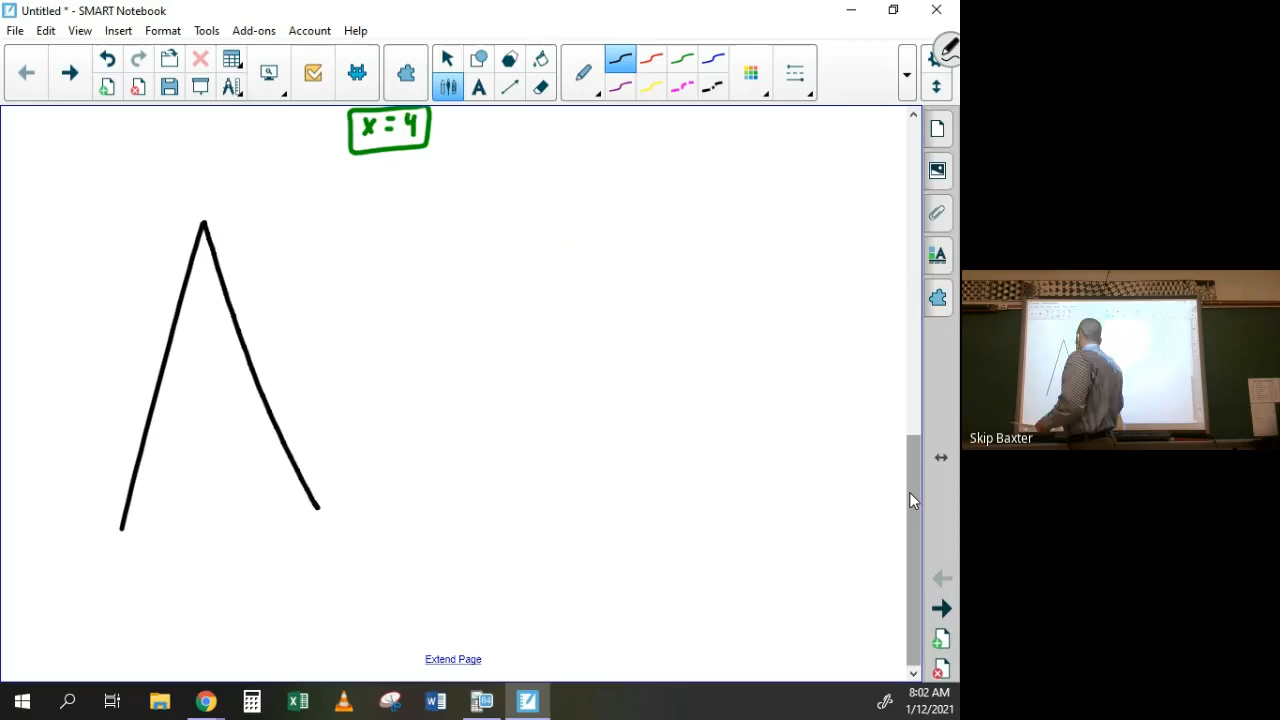 Untitled * - SMART Notebook
File Edit View Insert Format Tools Add-ons Account Help
x = 4
Skip Baxter
Extend Page
8:02 AM
1/12/2021